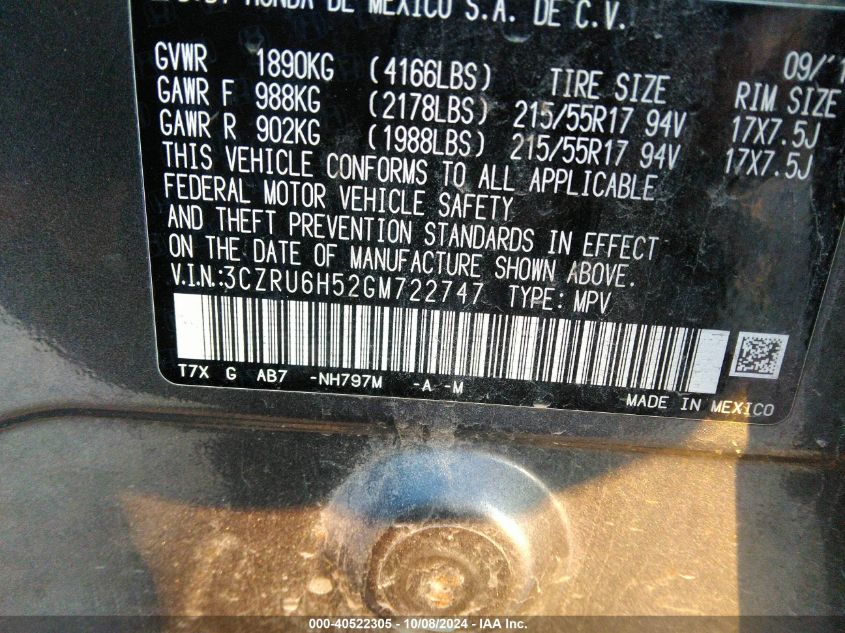 HONDA DE MEXICO S.A. DE C.V.
09/1
GVWR 1890KG (4166LBS) TIRE SIZE RIM SIZE
GAWR F 988KG (2178LBS) 215/55R17 94V 17X7.5J
GAWR R 902KG (1988LBS) 215/55R17 94V 17X7.5J
THIS VEHICLE CONFORMS TO ALL APPLICABLE
FEDERAL MOTOR VEHICLE SAFETY
AND THEFT PREVENTION STANDARDS IN EFFECT
ON THE DATE OF MANUFACTURE SHOWN ABOVE.
V.I.N:3CZRU6H52GM722747 TYPE: MPV
T7X G AB7 -NH797M -A -M
MADE IN MEXICO
000-40522305 - 10/08/2024 - IAA Inc.